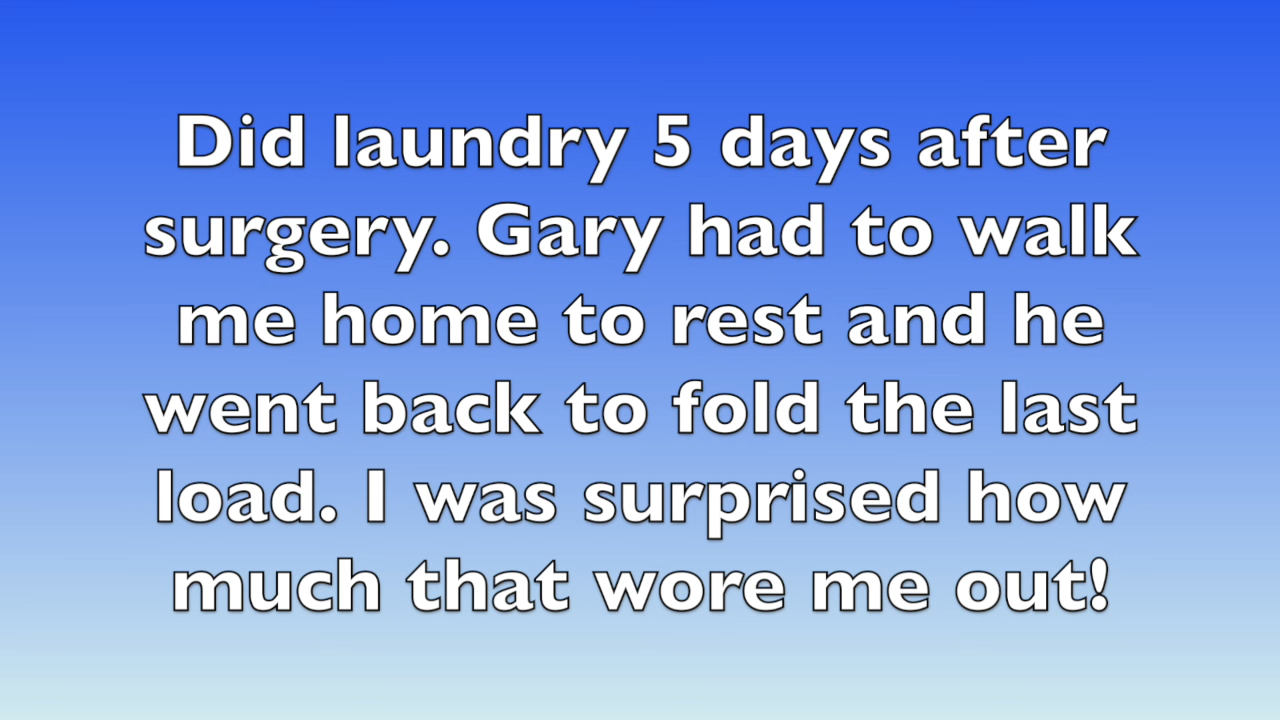 Did laundry 5 days after
surgery. Gary had to walk
me home to rest and he
went back to fold the last
load. I was surprised how
much that wore me out!